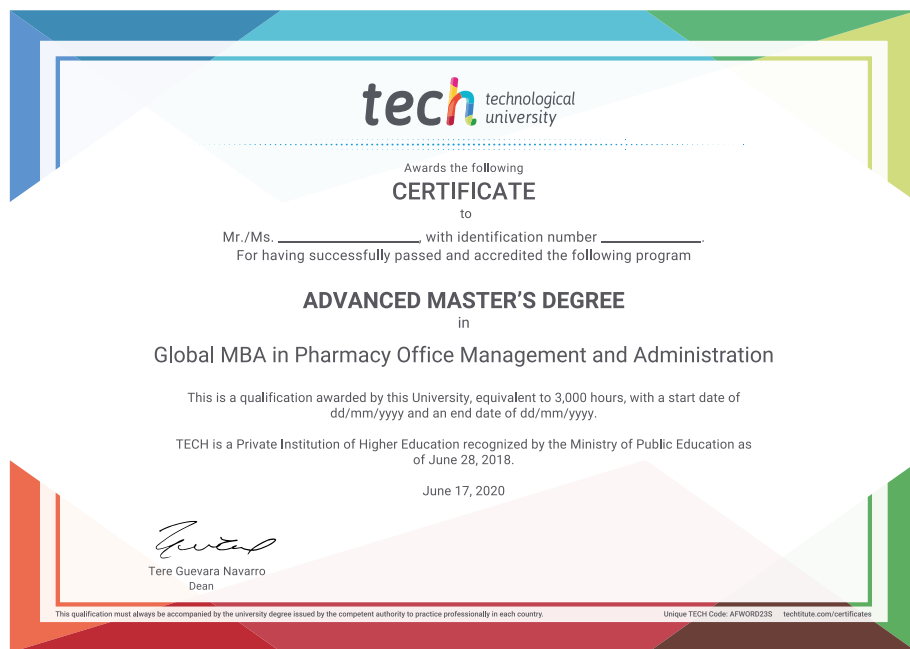 tech technological
university
Awards the following
CERTIFICATE
to
Mr./Ms. ____________________, with identification number ______________.
For having successfully passed and accredited the following program
ADVANCED MASTER'S DEGREE
in
Global MBA in Pharmacy Office Management and Administration
This is a qualification awarded by this University, equivalent to 3,000 hours, with a start date of
dd/mm/yyyy and an end date of dd/mm/yyyy.
TECH is a Private Institution of Higher Education recognized by the Ministry of Public Education as
of June 28, 2018.
June 17, 2020
Tere Guevara Navarro
Dean
This qualification must always be accompanied by the university degree issued by the competent authority to practice professionally in each country. Unique TECH Code: AFWORD23S techtitute.com/certificates